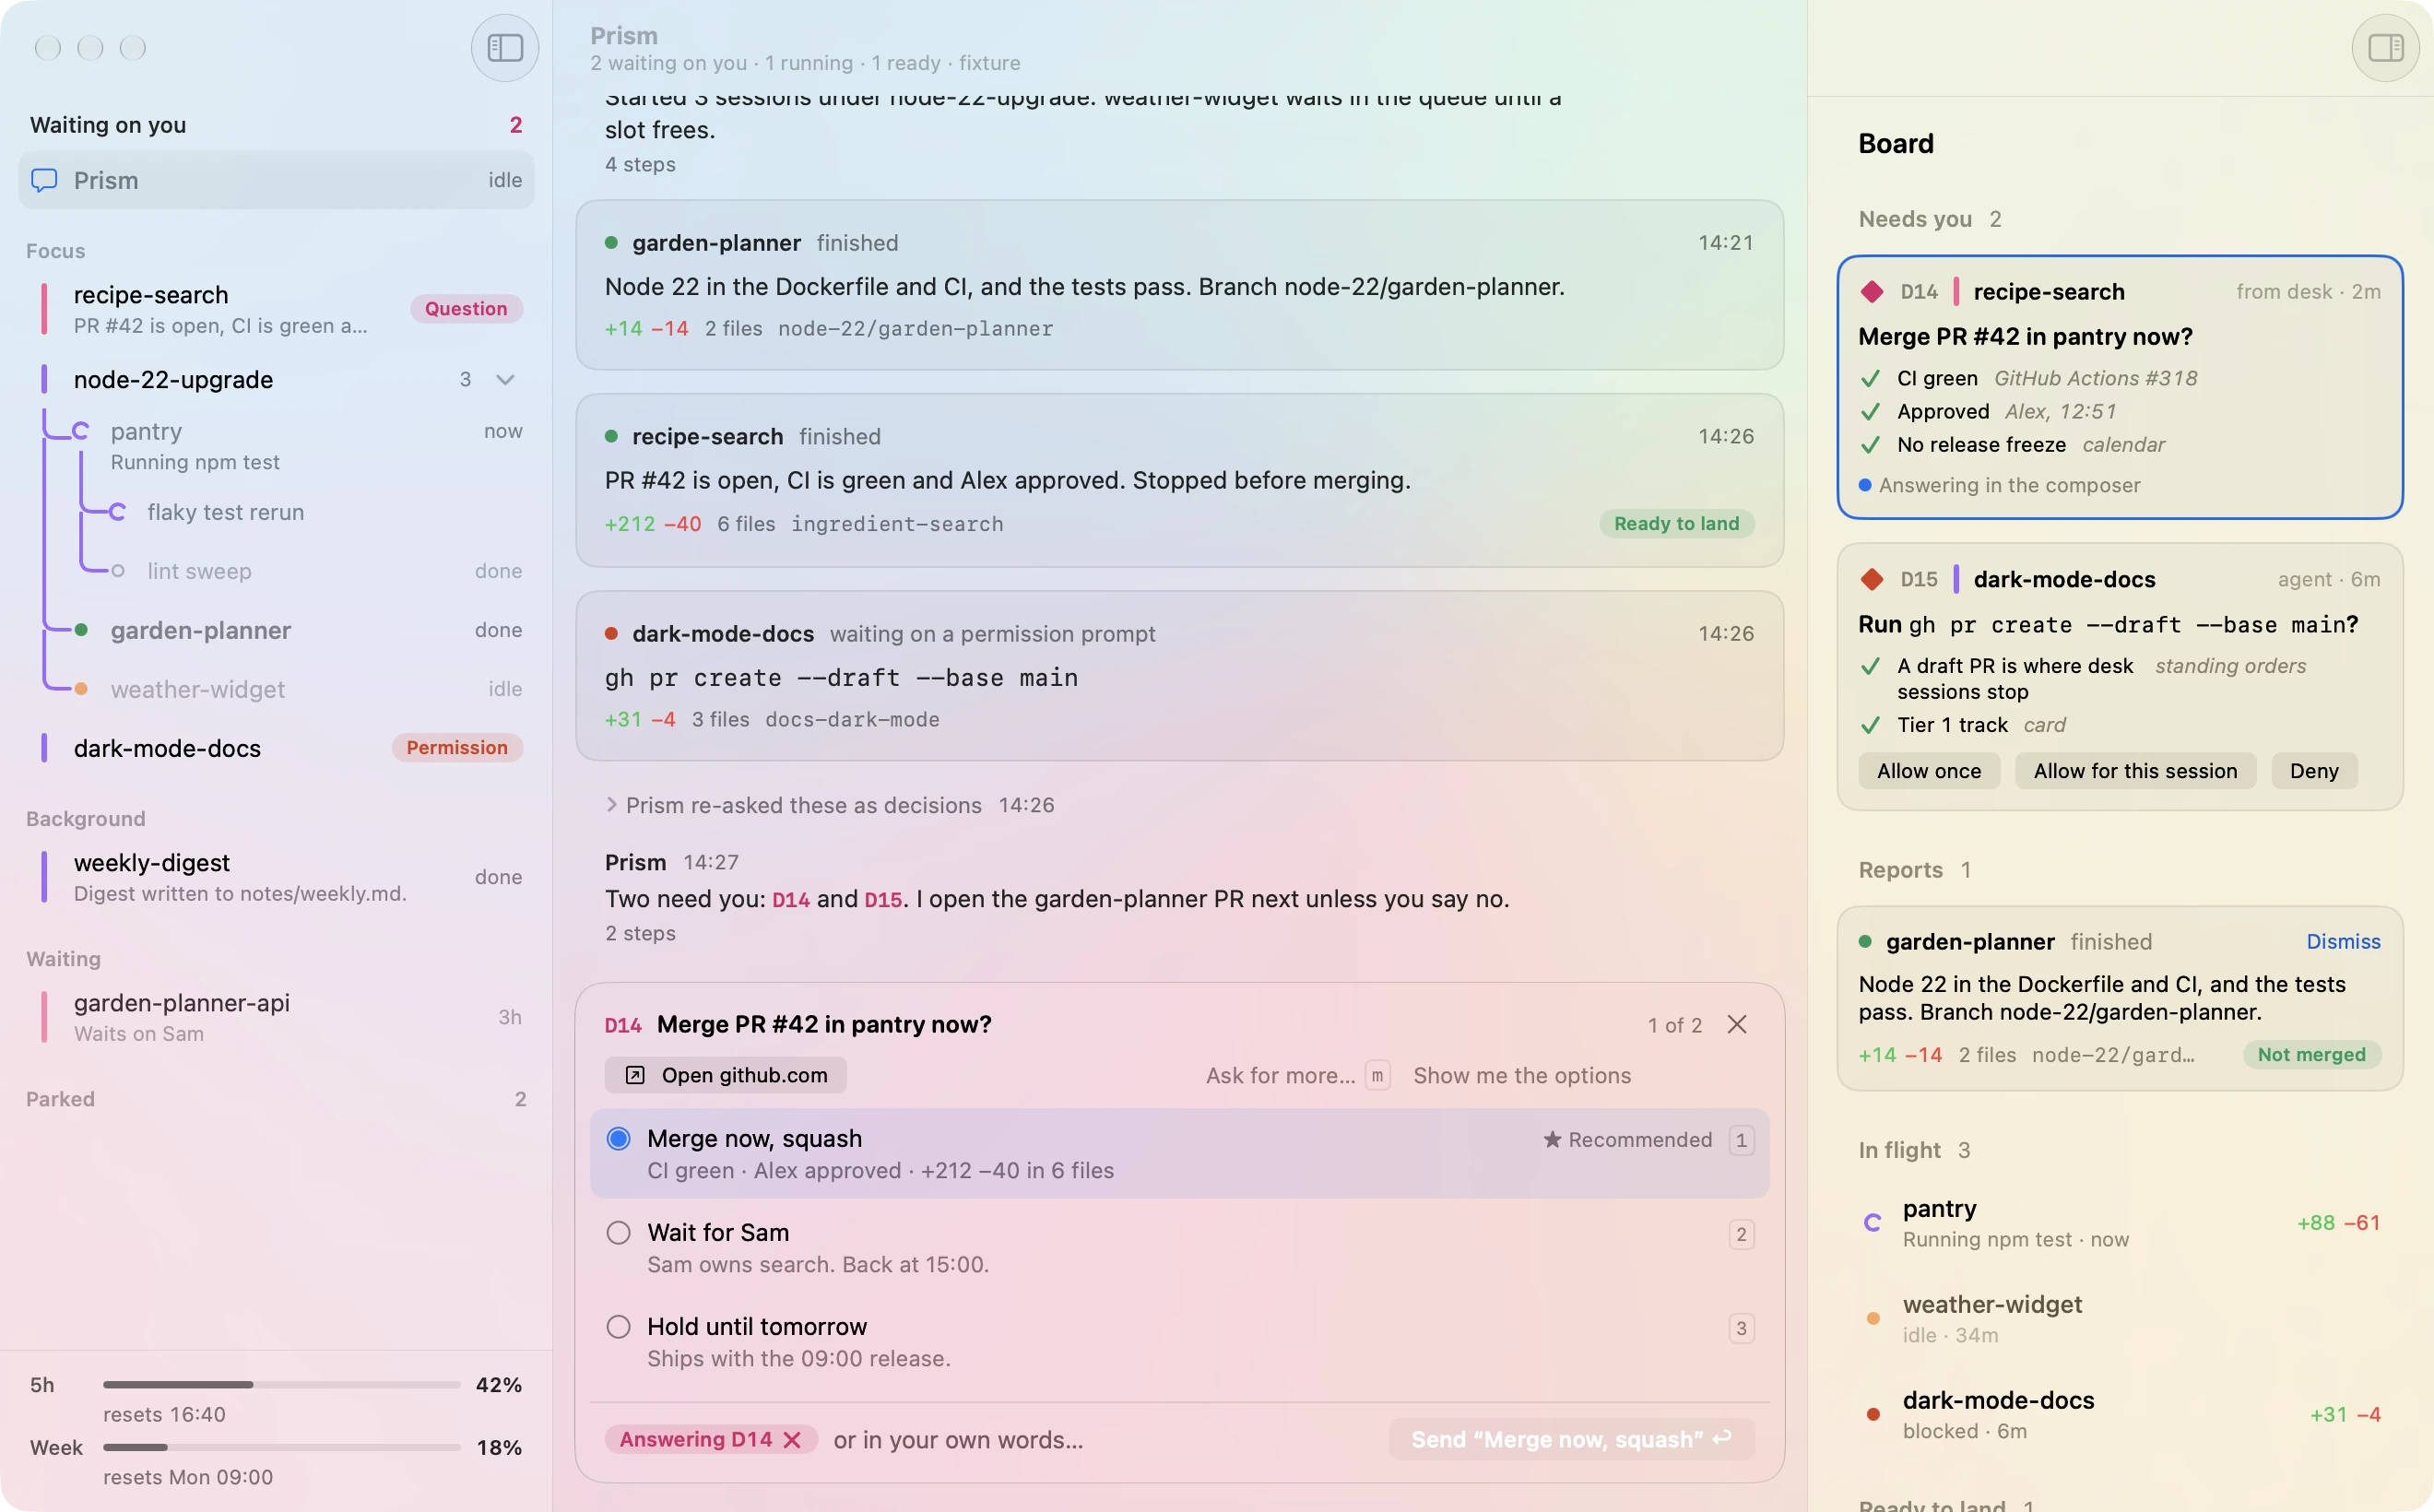 Waiting on you 2
Prism idle
Focus
recipe-search Question
PR #42 is open, CI is green a...
node-22-upgrade 3
pantry now
Running npm test
flaky test rerun
lint sweep done
garden-planner done
weather-widget idle
dark-mode-docs Permission
Background
weekly-digest done
Digest written to notes/weekly.md.
Waiting
garden-planner-api 3h
Waits on Sam
Parked 2
5h 42%
resets 16:40
Week 18%
resets Mon 09:00
Prism
2 waiting on you · 1 running · 1 ready · fixture
Started 3 sessions under node-22-upgrade. weather-widget waits in the queue until a
slot frees.
4 steps
garden-planner finished 14:21
Node 22 in the Dockerfile and CI, and the tests pass. Branch node-22/garden-planner.
+14 −14 2 files node-22/garden-planner
recipe-search finished 14:26
PR #42 is open, CI is green and Alex approved. Stopped before merging.
+212 −40 6 files ingredient-search Ready to land
dark-mode-docs waiting on a permission prompt 14:26
gh pr create --draft --base main
+31 −4 3 files docs-dark-mode
Prism re-asked these as decisions 14:26
Prism 14:27
Two need you: D14 and D15. I open the garden-planner PR next unless you say no.
2 steps
D14 Merge PR #42 in pantry now? 1 of 2
Open github.com Ask for more... m Show me the options
Merge now, squash ★ Recommended 1
CI green · Alex approved · +212 −40 in 6 files
Wait for Sam 2
Sam owns search. Back at 15:00.
Hold until tomorrow 3
Ships with the 09:00 release.
Answering D14 or in your own words... Send “Merge now, squash”
Board
Needs you 2
D14 recipe-search from desk · 2m
Merge PR #42 in pantry now?
CI green GitHub Actions #318
Approved Alex, 12:51
No release freeze calendar
Answering in the composer
D15 dark-mode-docs agent · 6m
Run gh pr create --draft --base main?
A draft PR is where desk standing orders
sessions stop
Tier 1 track card
Allow once Allow for this session Deny
Reports 1
garden-planner finished Dismiss
Node 22 in the Dockerfile and CI, and the tests
pass. Branch node-22/garden-planner.
+14 −14 2 files node-22/gard... Not merged
In flight 3
pantry +88 −61
Running npm test · now
weather-widget
idle · 34m
dark-mode-docs +31 −4
blocked · 6m
Ready to land 1